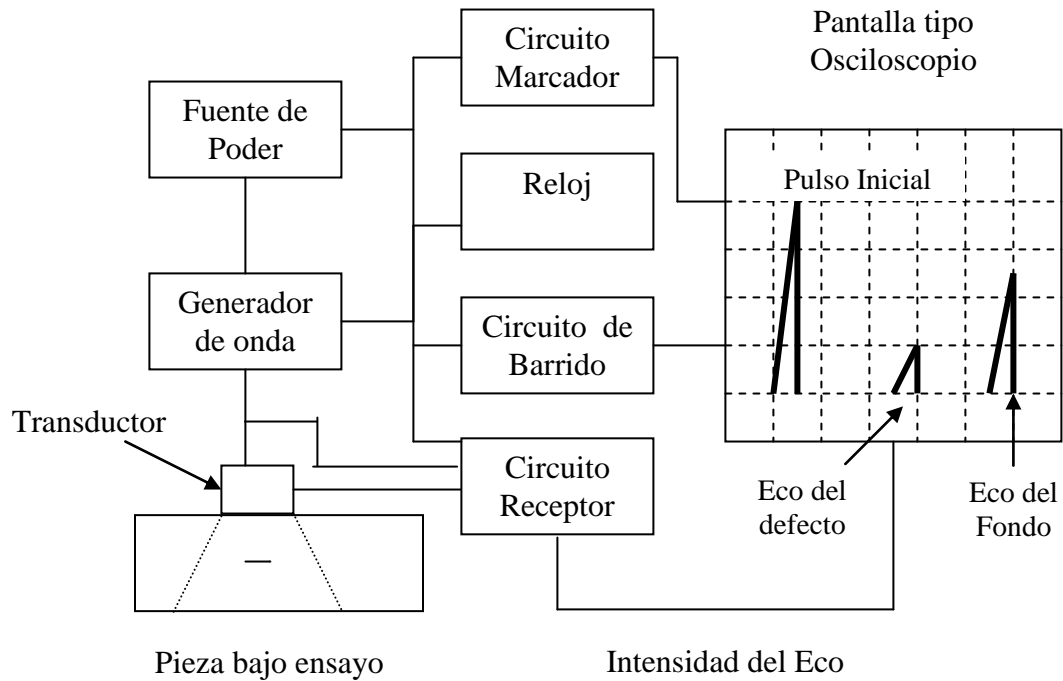 Circuito
Marcador
Pantalla tipo
Osciloscopio
Fuente de
Poder
Reloj
Pulso Inicial
Generador
de onda
Circuito de
Barrido
Transductor
Circuito
Receptor
Eco del
defecto
Eco del
Fondo
Pieza bajo ensayo
Intensidad del Eco